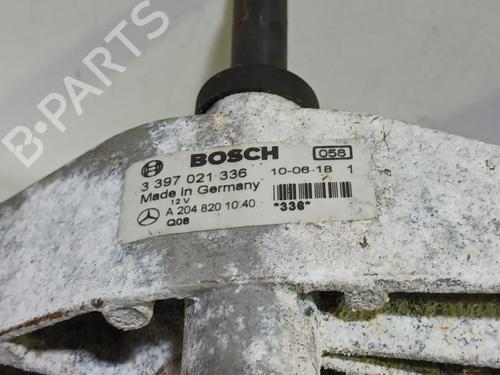 B-PARTS
BOSCH 058
3 397 021 336 10-06-18 1
Made in Germany
12 V
A 204 820 10 40 *336*
Q08